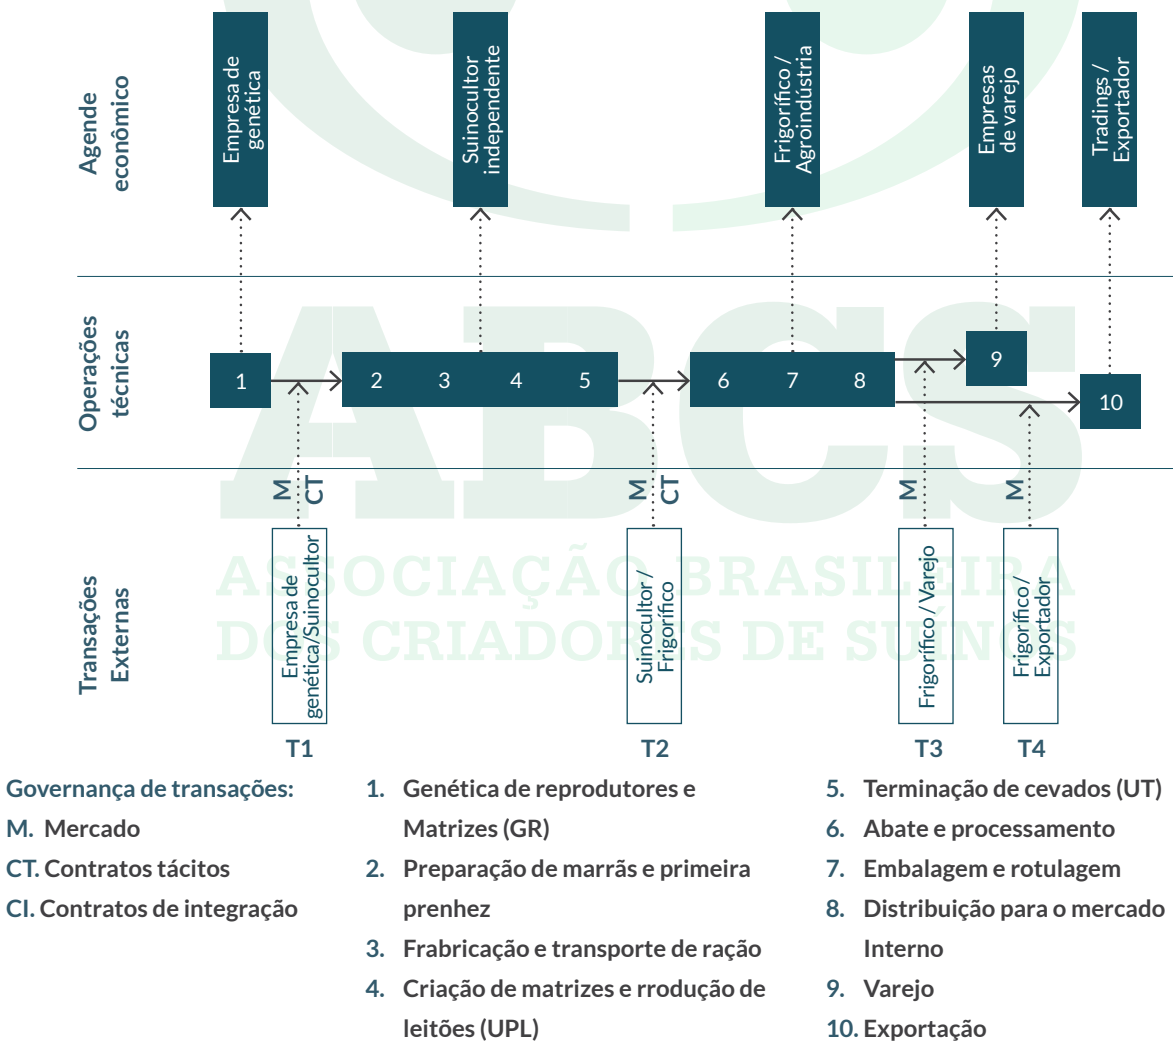 Agende
econômico
Empresa de
genética
Suinocultor
independente
Frigorífico /
Agroindústria
Empresas
de varejo
Tradings /
Exportador
Operações
técnicas
1
2
3
4
5
6
7
8
9
10
ABCS
ASSOCIAÇÃO BRASILEIRA
DOS CRIADORES DE SUÍNOS
M
CT
M
CT
M
M
Transações
Externas
Empresa de
genética/Suinocultor
Suinocultor /
Frigorífico
Frigorífico / Varejo
Frigorífico /
Exportador
T1
T2
T3
T4
Governança de transações:
M. Mercado
CT. Contratos tácitos
CI. Contratos de integração
1. Genética de reprodutores e
Matrizes (GR)
2. Preparação de marrãs e primeira
prenhez
3. Frabricação e transporte de ração
4. Criação de matrizes e rrodução de
leitões (UPL)
5. Terminação de cevados (UT)
6. Abate e processamento
7. Embalagem e rotulagem
8. Distribuição para o mercado
Interno
9. Varejo
10. Exportação